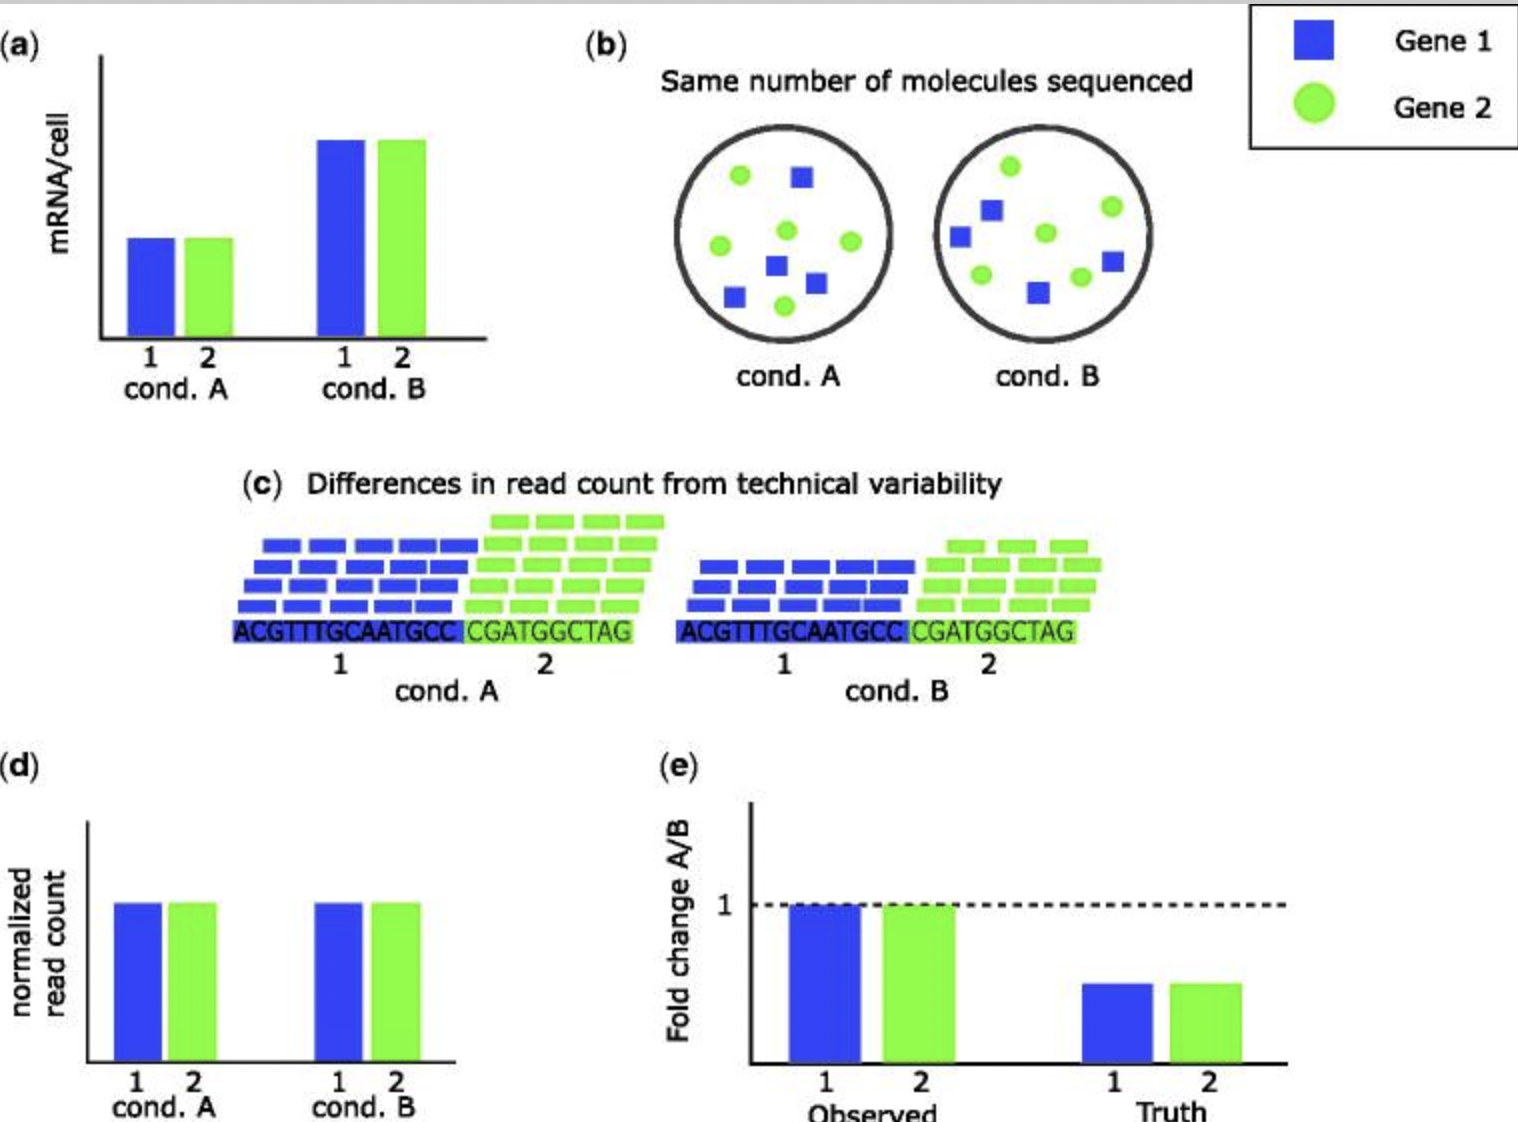 (a)
mRNA/cell
1 2 1 2
cond. A cond. B
(b)
Same number of molecules sequenced
cond. A cond. B
Gene 1
Gene 2
(c) Differences in read count from technical variability
ACGTTTGCAATGCC CGATGGCTAG ACGTTTGCAATGCC CGATGGCTAG
1 2 1 2
cond. A cond. B
(d)
normalized
read count
1 2 1 2
cond. A cond. B
(e)
Fold change A/B
1
1 2 1 2
Observed Truth